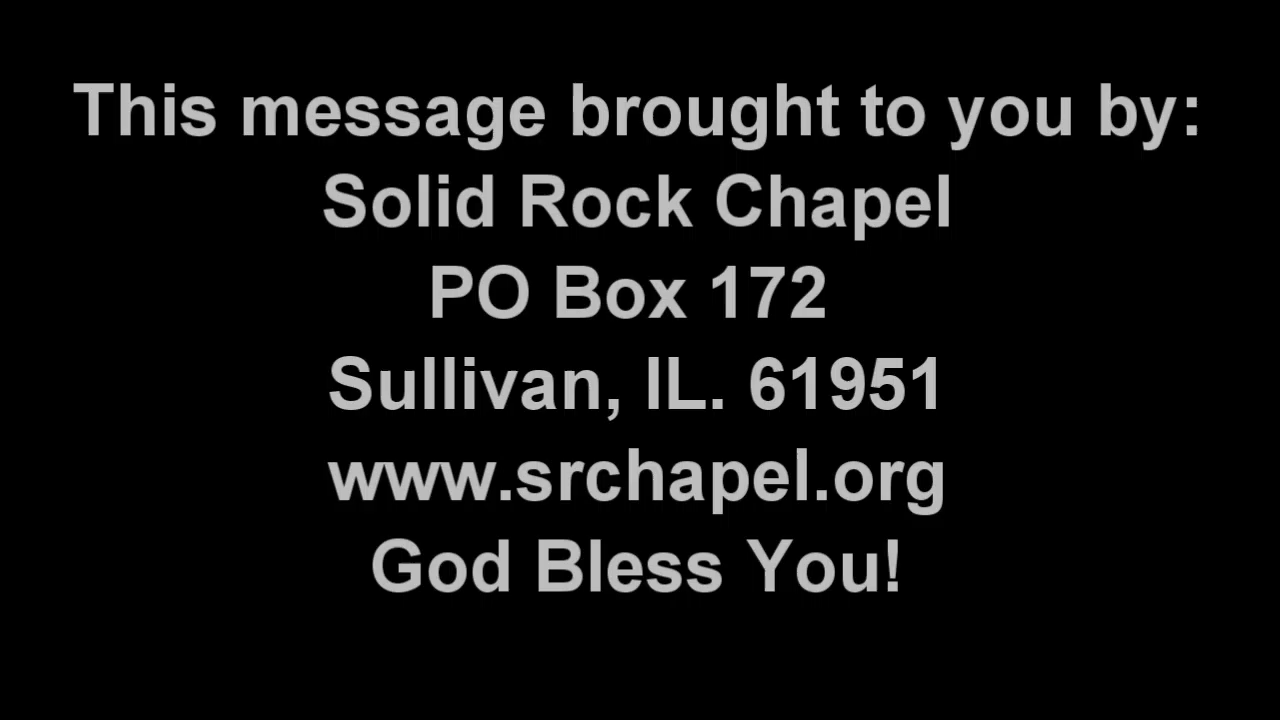 This message brought to you by:
Solid Rock Chapel
PO Box 172
Sullivan, IL. 61951
www.srchapel.org
God Bless You!